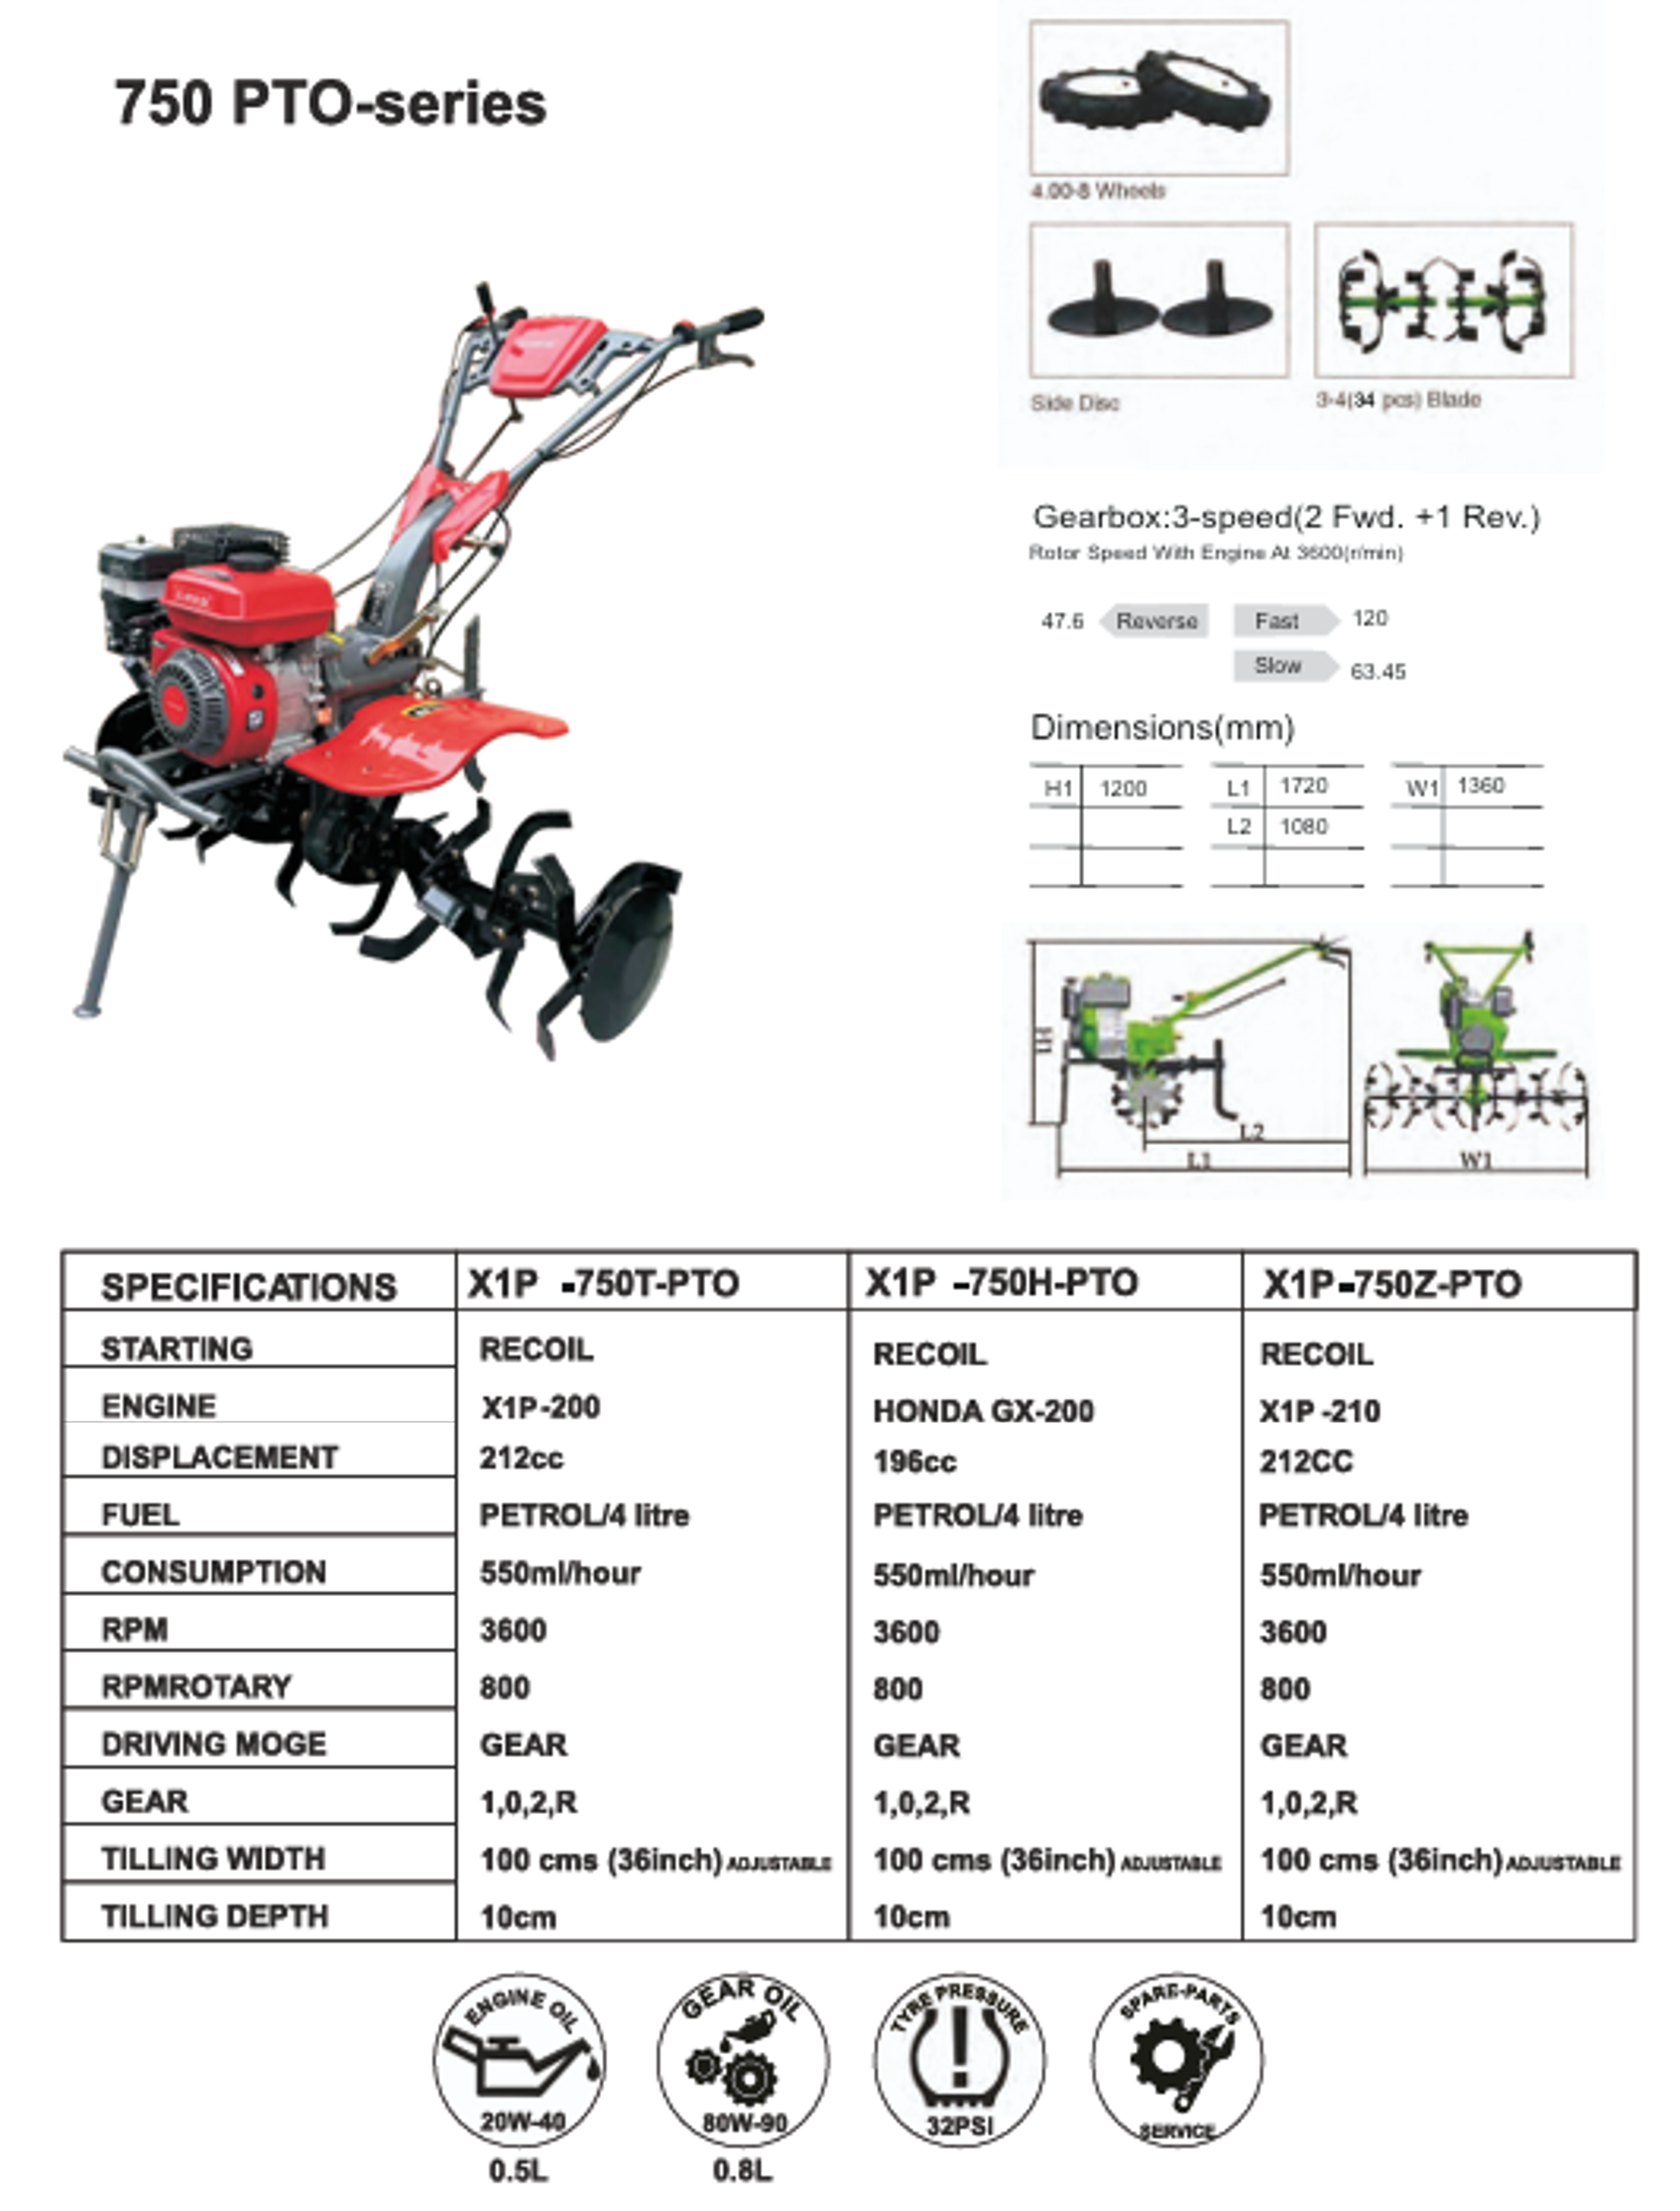 750 PTO-series
4.00-8 Wheels
Side Disc
3-4(34 pcs) Blade
Gearbox:3-speed(2 Fwd. +1 Rev.)
Rotor Speed With Engine At 3600(r/min)
47.6 Reverse Fast 120
Slow 63.45
Dimensions(mm)
H1 1200 L1 1720 W1 1360
L2 1080
H1
L2
L1 W1
SPECIFICATIONS X1P -750T-PTO X1P -750H-PTO X1P-750Z-PTO
STARTING RECOIL RECOIL RECOIL
ENGINE X1P-200 HONDA GX-200 X1P -210
DISPLACEMENT 212cc 196cc 212CC
FUEL PETROL/4 litre PETROL/4 litre PETROL/4 litre
CONSUMPTION 550ml/hour 550ml/hour 550ml/hour
RPM 3600 3600 3600
RPMROTARY 800 800 800
DRIVING MOGE GEAR GEAR GEAR
GEAR 1,0,2,R 1,0,2,R 1,0,2,R
TILLING WIDTH 100 cms (36inch) ADJUSTABLE 100 cms (36inch) ADJUSTABLE 100 cms (36inch) ADJUSTABLE
TILLING DEPTH 10cm 10cm 10cm
ENGINE OIL GEAR OIL TYRE PRESSURE SPARE-PARTS
20W-40 80W-90 32PSI SERVICE
0.5L 0.8L